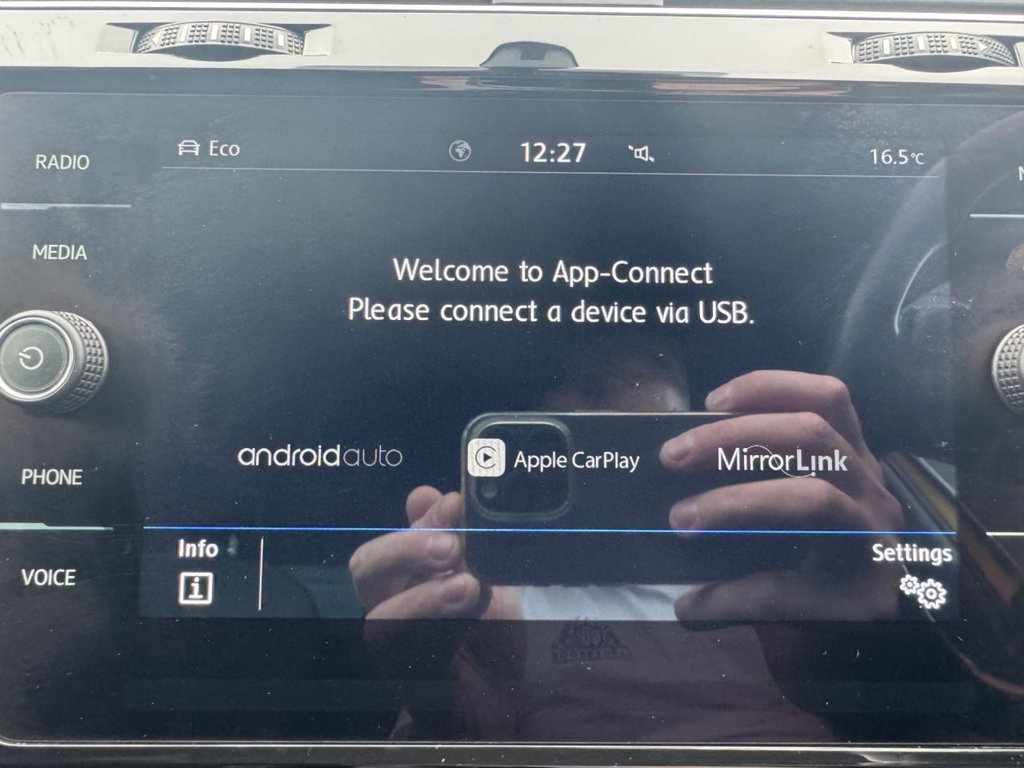 Eco
12:27
16.5°C
RADIO
MEDIA
PHONE
VOICE
Welcome to App-Connect
Please connect a device via USB.
androidauto
Apple CarPlay
MirrorLink
Info
Settings